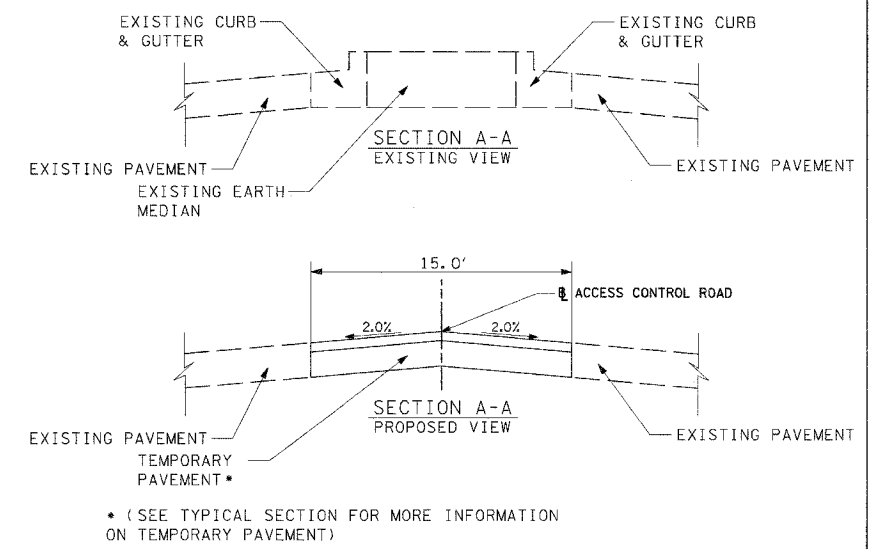 EXISTING CURB
& GUTTER
EXISTING CURB
& GUTTER
SECTION A-A
EXISTING VIEW
EXISTING PAVEMENT
EXISTING PAVEMENT
EXISTING EARTH
MEDIAN
15.0'
℄ ACCESS CONTROL ROAD
2.0%
2.0%
SECTION A-A
PROPOSED VIEW
EXISTING PAVEMENT
EXISTING PAVEMENT
TEMPORARY
PAVEMENT*
* (SEE TYPICAL SECTION FOR MORE INFORMATION
ON TEMPORARY PAVEMENT)